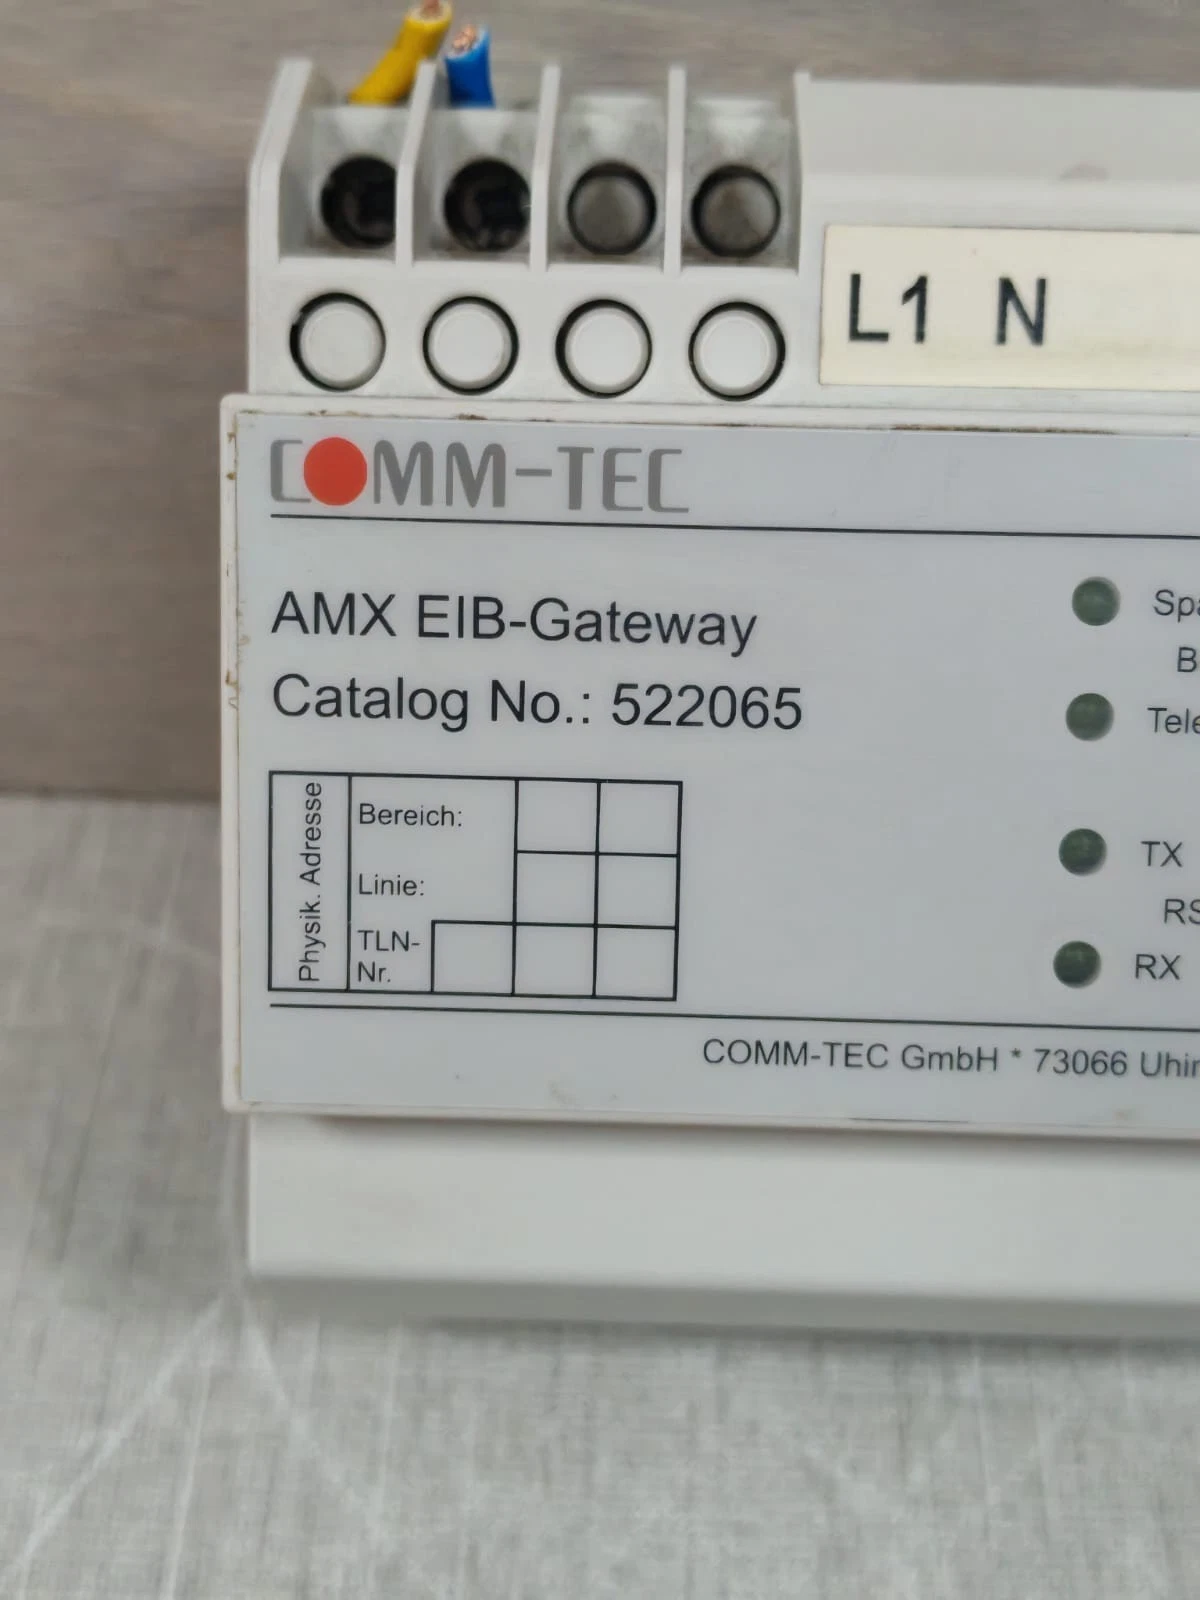 L1 N
COMM-TEC
AMX EIB-Gateway
Catalog No.: 522065
Physik. Adresse
Bereich:
Linie:
TLN-
Nr.
TX
RX
COMM-TEC GmbH * 73066